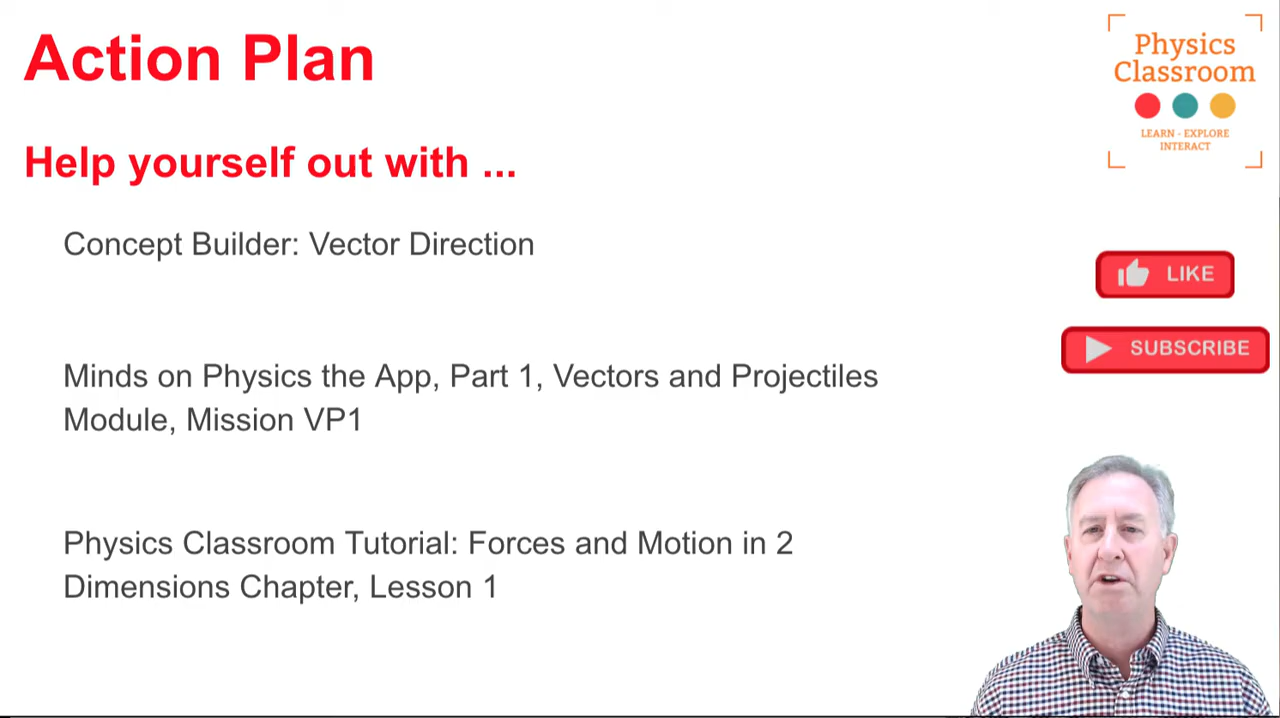 Action Plan
Physics
Classroom
LEARN - EXPLORE
INTERACT
Help yourself out with ...
Concept Builder: Vector Direction
LIKE
SUBSCRIBE
Minds on Physics the App, Part 1, Vectors and Projectiles
Module, Mission VP1
Physics Classroom Tutorial: Forces and Motion in 2
Dimensions Chapter, Lesson 1